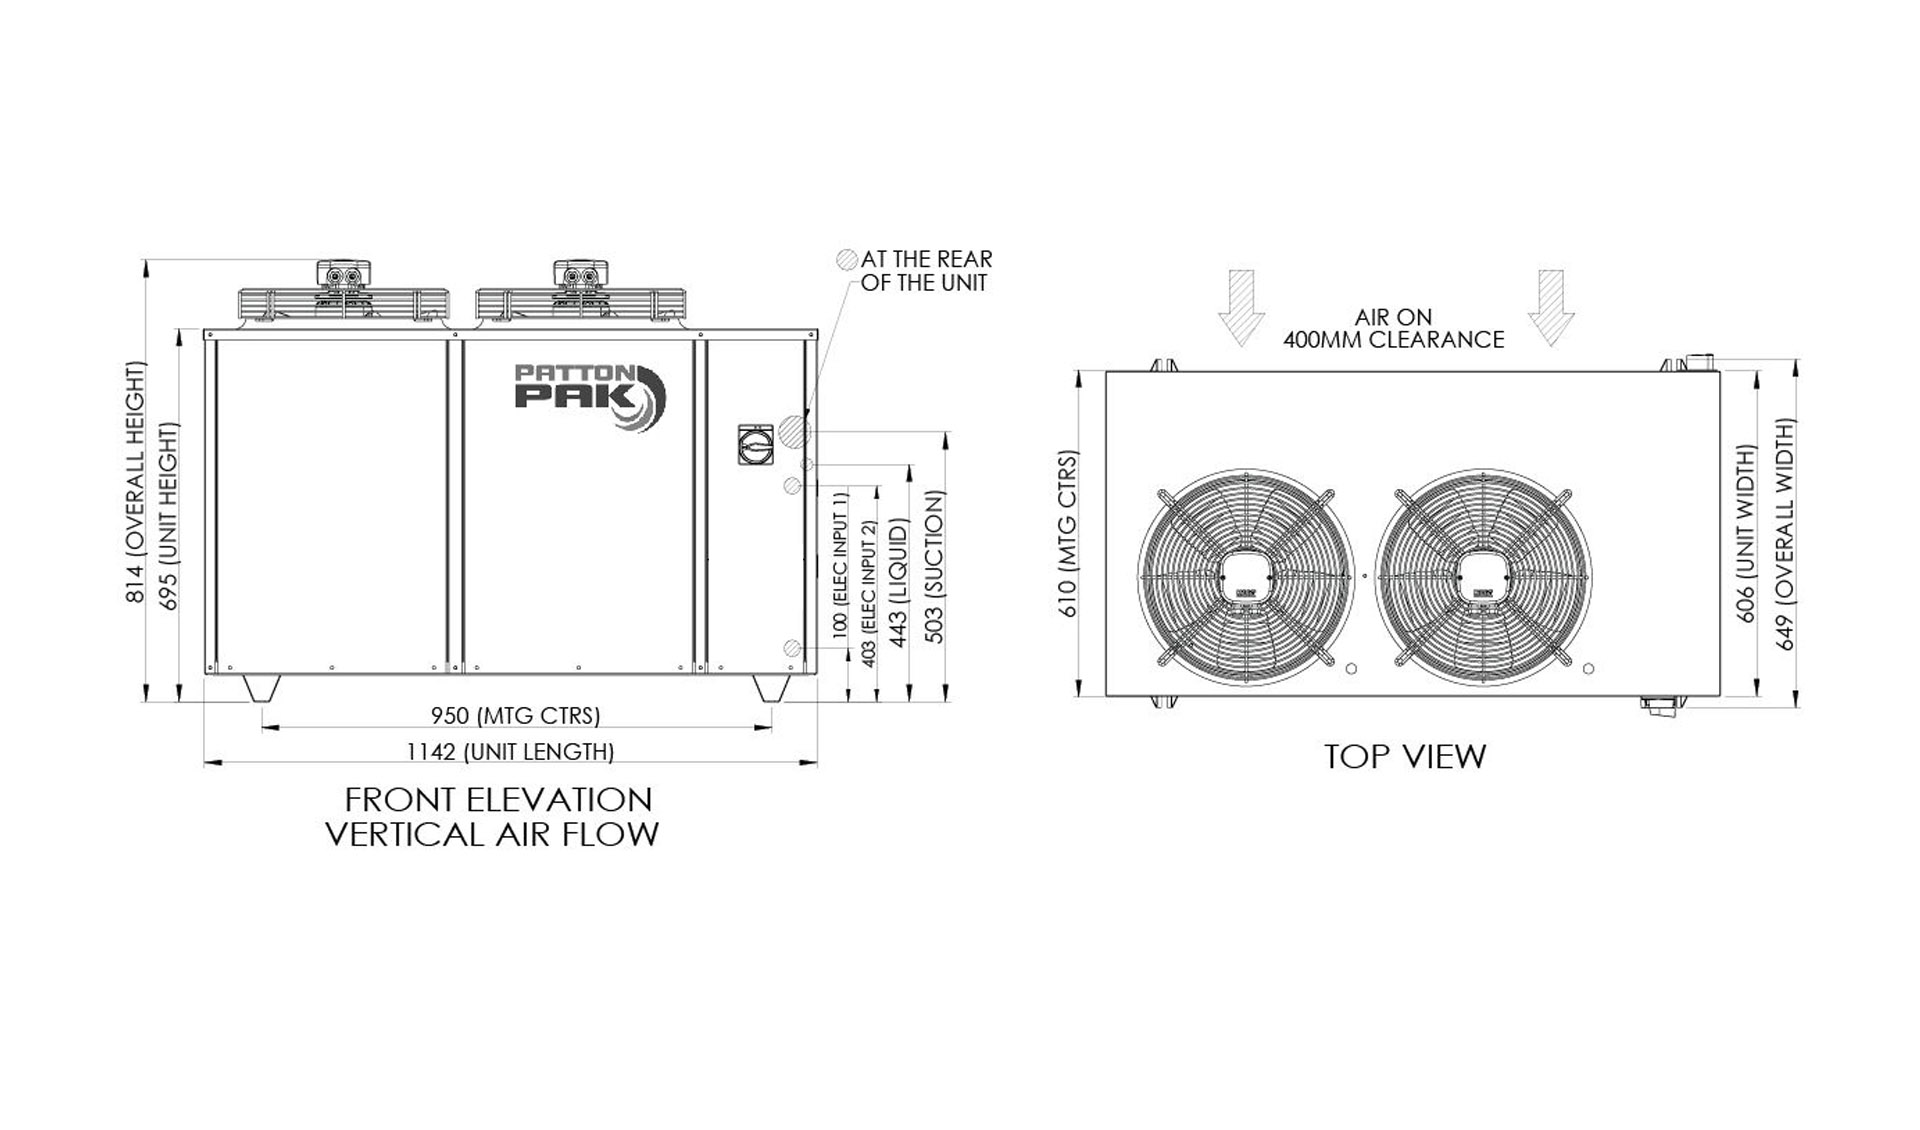 AT THE REAR
OF THE UNIT
PATTON
PAK
814 (OVERALL HEIGHT)
695 (UNIT HEIGHT)
100 (ELEC INPUT 1)
403 (ELEC INPUT 2)
443 (LIQUID)
503 (SUCTION)
950 (MTG CTRS)
1142 (UNIT LENGTH)
FRONT ELEVATION
VERTICAL AIR FLOW
AIR ON
400MM CLEARANCE
610 (MTG CTRS)
606 (UNIT WIDTH)
649 (OVERALL WIDTH)
TOP VIEW